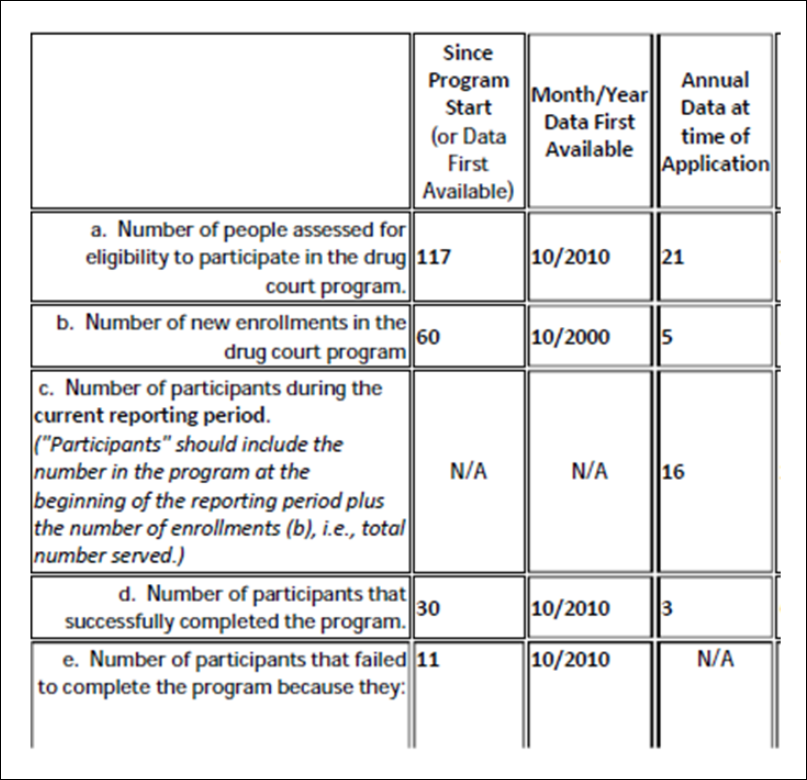 Since
Program
Start
(or Data
First
Available)
Month/Year
Data First
Available
Annual
Data at
time of
Application
a. Number of people assessed for
eligibility to participate in the drug
court program.
117
10/2010
21
b. Number of new enrollments in the
drug court program
60
10/2000
5
c. Number of participants during the
current reporting period.
("Participants" should include the
number in the program at the
beginning of the reporting period plus
the number of enrollments (b), i.e., total
number served.)
N/A
N/A
16
d. Number of participants that
successfully completed the program.
30
10/2010
3
e. Number of participants that failed
to complete the program because they:
11
10/2010
N/A